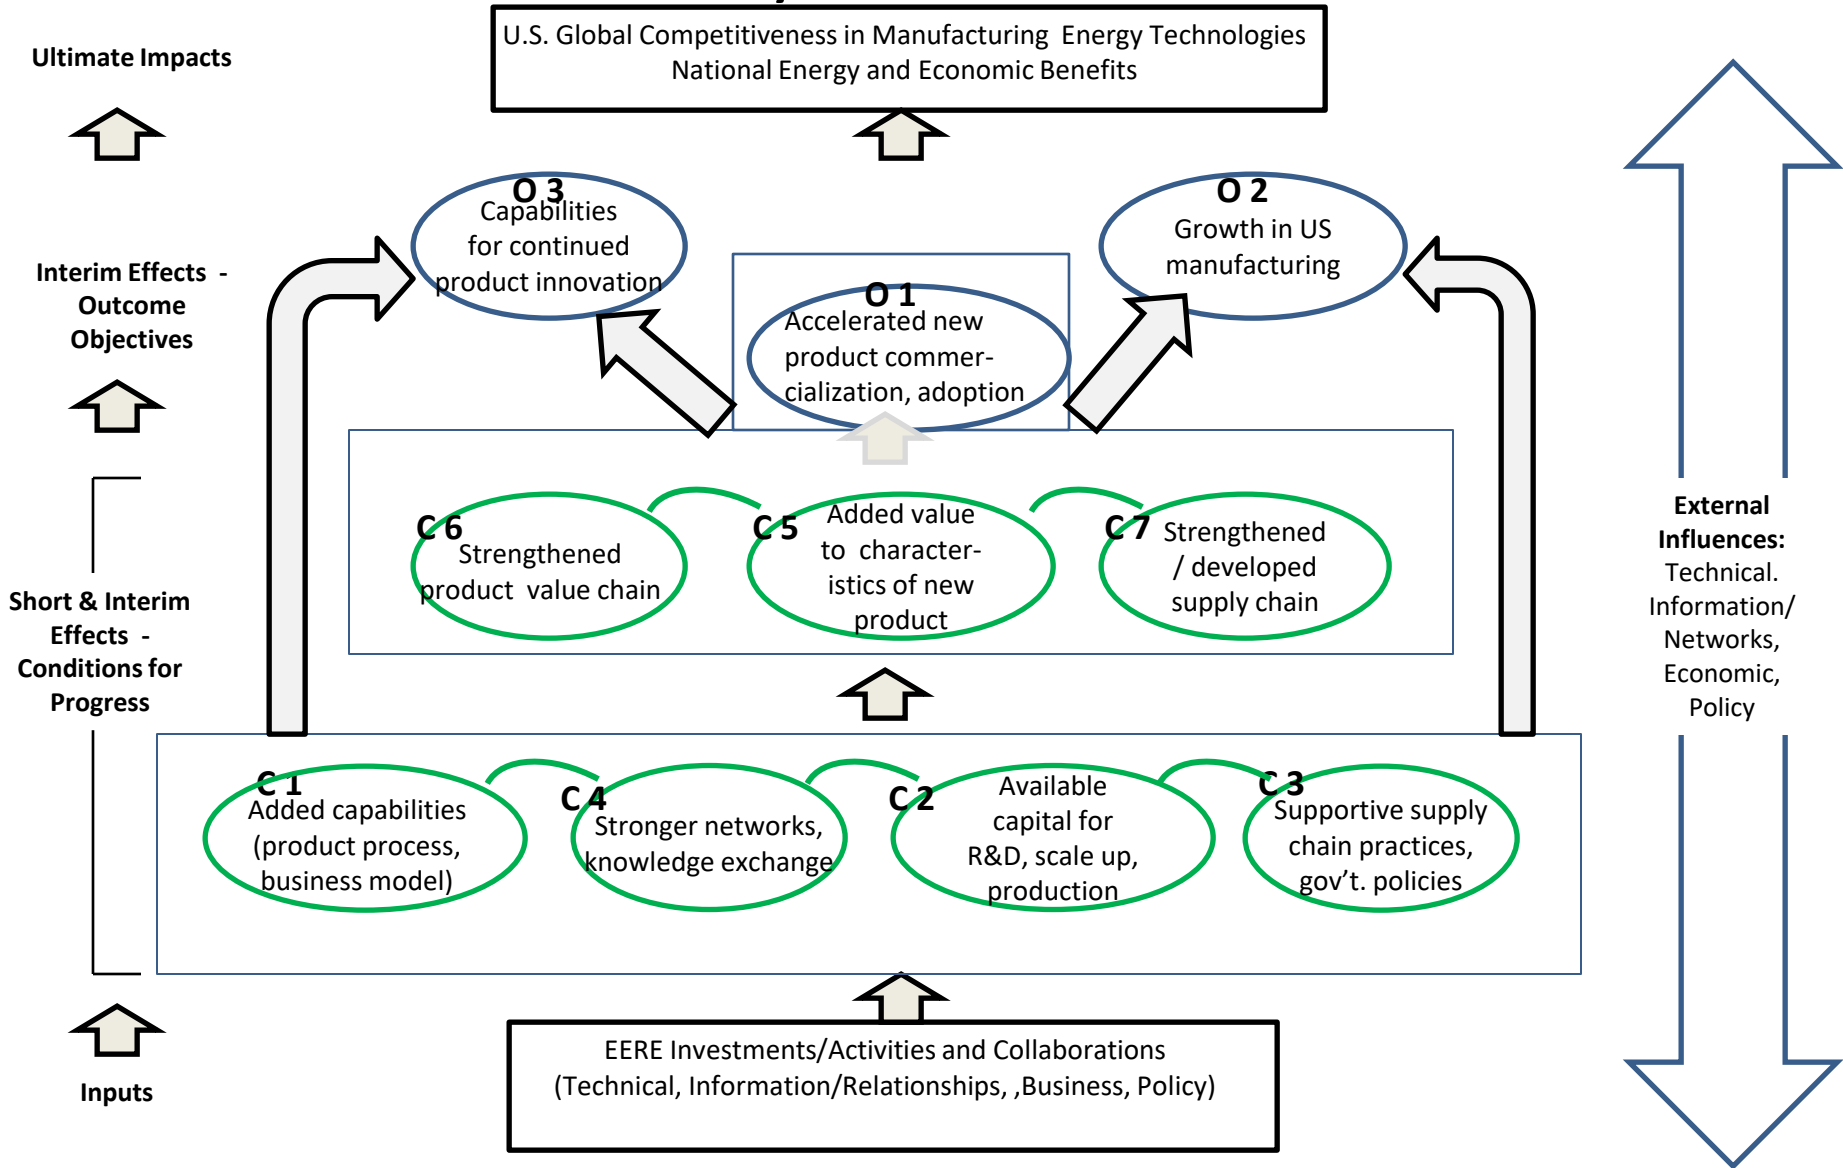 U.S. Global Competitiveness in Manufacturing Energy Technologies
National Energy and Economic Benefits
Ultimate Impacts
O 3
Capabilities
for continued
product innovation
O 2
Growth in US
manufacturing
Interim Effects -
Outcome
Objectives
O 1
Accelerated new
product commer-
cialization, adoption
C 6
Strengthened
product value chain
C 5
Added value
to character-
istics of new
product
C 7
Strengthened
/ developed
supply chain
External
Influences:
Technical.
Information/
Networks,
Economic,
Policy
Short & Interim
Effects -
Conditions for
Progress
C 1
Added capabilities
(product process,
business model)
C 4
Stronger networks,
knowledge exchange
C 2
Available
capital for
R&D, scale up,
production
C 3
Supportive supply
chain practices,
gov’t. policies
EERE Investments/Activities and Collaborations
(Technical, Information/Relationships, ,Business, Policy)
Inputs